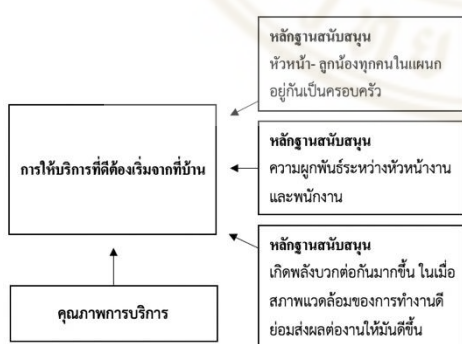 หลักฐานสนับสนุน
หัวหน้า- ลูกน้องทุกคนในแผนก
อยู่กันเป็นครอบครัว
การให้บริการที่ดีต้องเริ่มจากที่บ้าน
หลักฐานสนับสนุน
ความผูกพันธ์ระหว่างหัวหน้างาน
และพนักงาน
หลักฐานสนับสนุน
เกิดพลังบวกต่อกันมากขึ้น ในเมื่อ
สภาพแวดล้อมของการทำงานดี
ย่อมส่งผลต่องานให้มันดีขึ้น
คุณภาพการบริการ